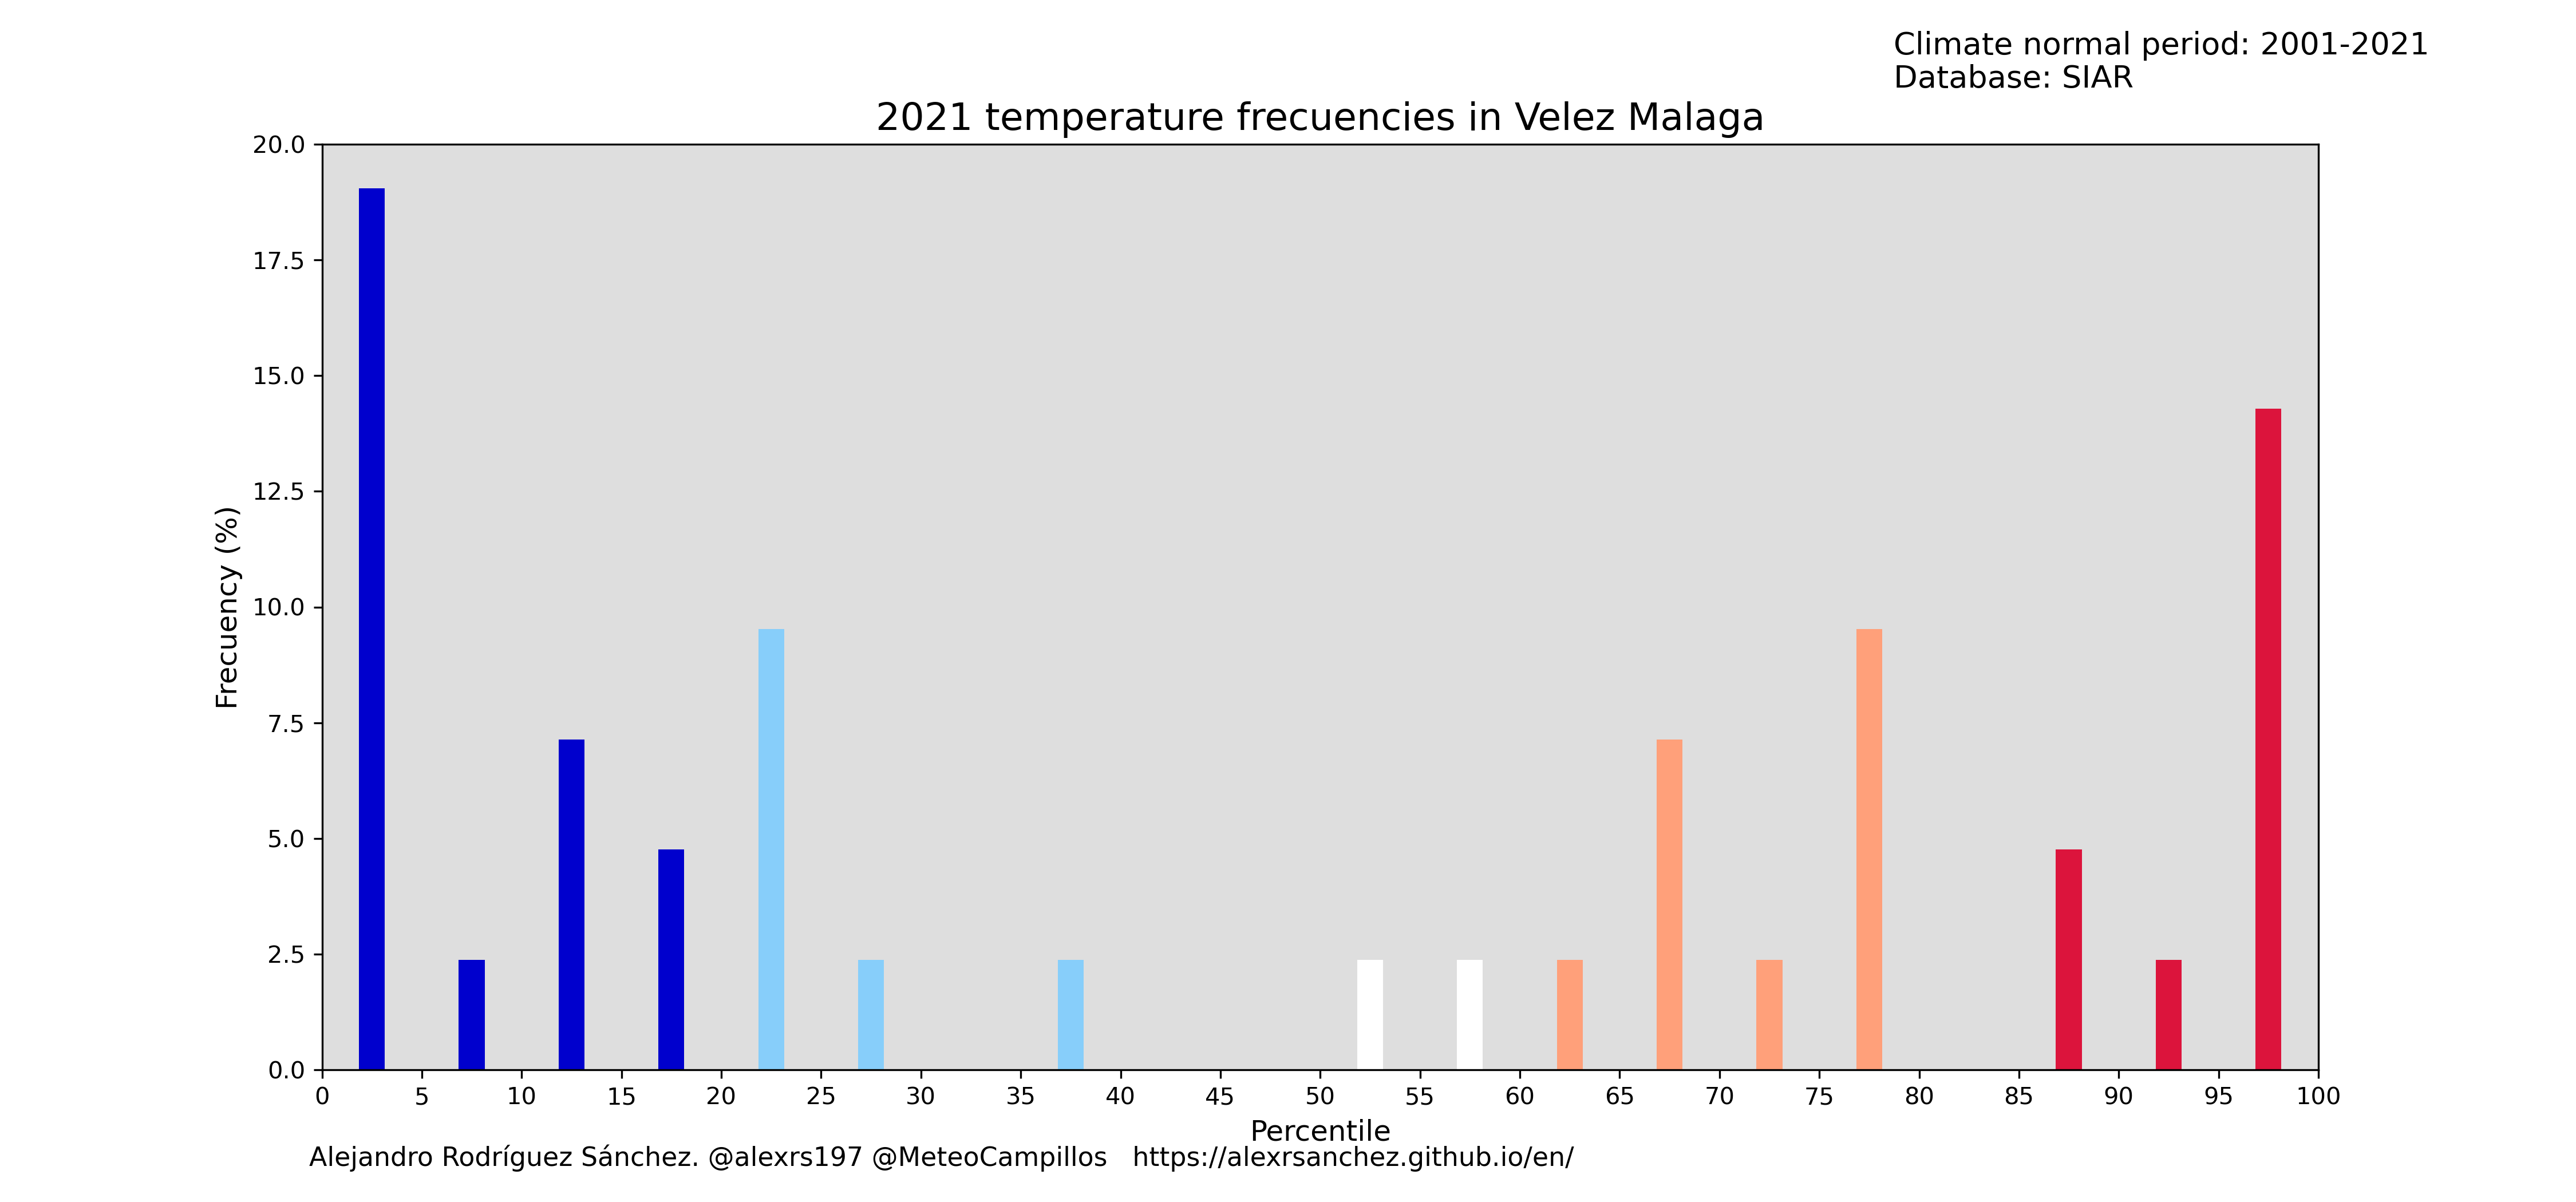 Climate normal period: 2001-2021
Database: SIAR
2021 temperature frecuencies in Velez Malaga
20.0
17.5
15.0
12.5
10.0
7.5
5.0
2.5
0.0
Frecuency (%)
0 5 10 15 20 25 30 35 40 45 50 55 60 65 70 75 80 85 90 95 100
Percentile
Alejandro Rodríguez Sánchez. @alexrs197 @MeteoCampillos https://alexrsanchez.github.io/en/